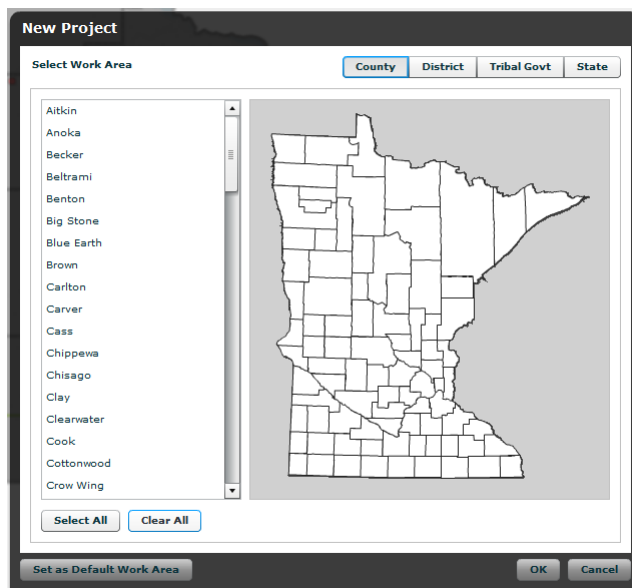 New Project
Select Work Area
County District Tribal Govt State
Aitkin
Anoka
Becker
Beltrami
Benton
Big Stone
Blue Earth
Brown
Carlton
Carver
Cass
Chippewa
Chisago
Clay
Clearwater
Cook
Cottonwood
Crow Wing
Select All Clear All
Set as Default Work Area OK Cancel